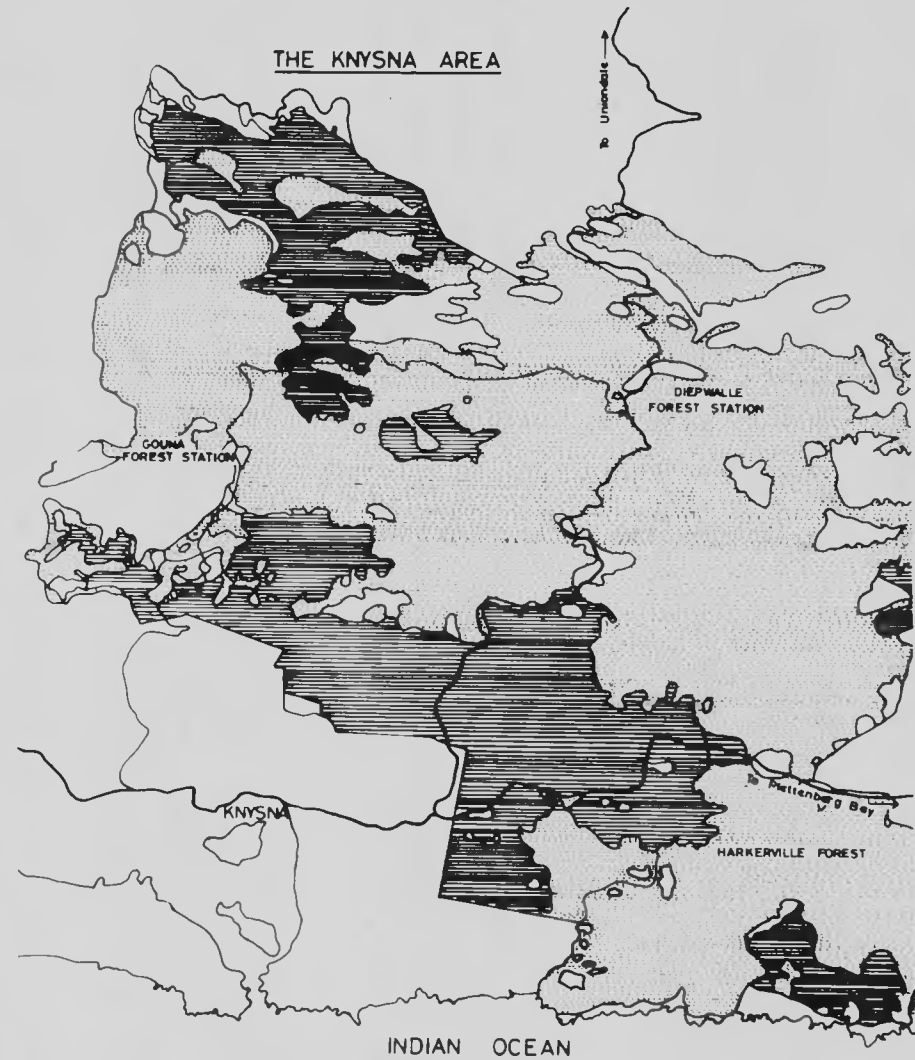 THE KNYSNA AREA
To Uniondale
DIEPWALLE
FOREST STATION
GOUNA
FOREST STATION
To Plettenberg Bay
KNYSNA
HARKERVILLE FOREST
INDIAN OCEAN